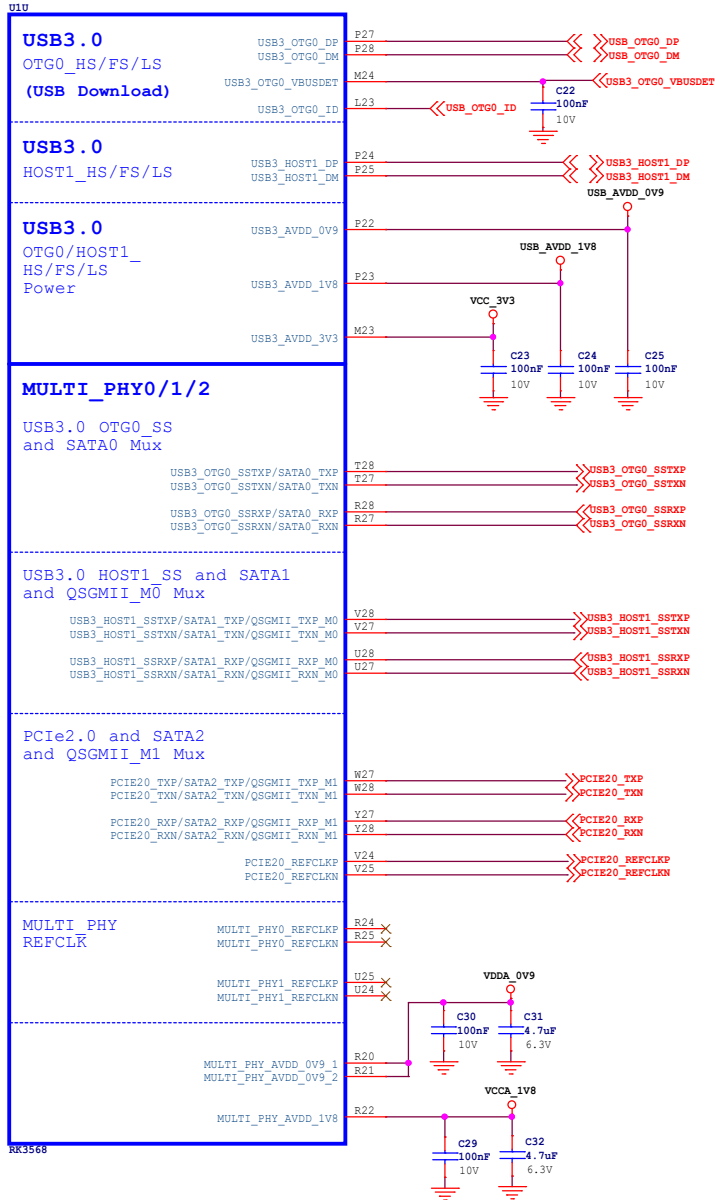 U1U
USB3.0
OTG0_HS/FS/LS
(USB Download)
USB3_OTG0_DP P27 USB_OTG0_DP
USB3_OTG0_DM P28 USB_OTG0_DM
USB3_OTG0_VBUSDET M24 USB3_OTG0_VBUSDET
USB3_OTG0_ID L23 USB_OTG0_ID
C22
100nF
10V
USB3.0
HOST1_HS/FS/LS
USB3_HOST1_DP P24 USB3_HOST1_DP
USB3_HOST1_DM P25 USB3_HOST1_DM
USB_AVDD_0V9
USB3.0
OTG0/HOST1_
HS/FS/LS
Power
USB3_AVDD_0V9 P22
USB_AVDD_1V8
USB3_AVDD_1V8 P23
VCC_3V3
USB3_AVDD_3V3 M23
C23 C24 C25
100nF 100nF 100nF
10V 10V 10V
MULTI_PHY0/1/2
USB3.0 OTG0_SS
and SATA0 Mux
USB3_OTG0_SSTXP/SATA0_TXP T28 USB3_OTG0_SSTXP
USB3_OTG0_SSTXN/SATA0_TXN T27 USB3_OTG0_SSTXN
USB3_OTG0_SSRXP/SATA0_RXP R28 USB3_OTG0_SSRXP
USB3_OTG0_SSRXN/SATA0_RXN R27 USB3_OTG0_SSRXN
USB3.0 HOST1_SS and SATA1
and QSGMII_M0 Mux
USB3_HOST1_SSTXP/SATA1_TXP/QSGMII_TXP_M0 V28 USB3_HOST1_SSTXP
USB3_HOST1_SSTXN/SATA1_TXN/QSGMII_TXN_M0 V27 USB3_HOST1_SSTXN
USB3_HOST1_SSRXP/SATA1_RXP/QSGMII_RXP_M0 U28 USB3_HOST1_SSRXP
USB3_HOST1_SSRXN/SATA1_RXN/QSGMII_RXN_M0 U27 USB3_HOST1_SSRXN
PCIe2.0 and SATA2
and QSGMII_M1 Mux
PCIE20_TXP/SATA2_TXP/QSGMII_TXP_M1 W27 PCIE20_TXP
PCIE20_TXN/SATA2_TXN/QSGMII_TXN_M1 W28 PCIE20_TXN
PCIE20_RXP/SATA2_RXP/QSGMII_RXP_M1 Y27 PCIE20_RXP
PCIE20_RXN/SATA2_RXN/QSGMII_RXN_M1 Y28 PCIE20_RXN
PCIE20_REFCLKP V24 PCIE20_REFCLKP
PCIE20_REFCLKN V25 PCIE20_REFCLKN
MULTI_PHY
REFCLK
MULTI_PHY0_REFCLKP R24
MULTI_PHY0_REFCLKN R25
MULTI_PHY1_REFCLKP U25
MULTI_PHY1_REFCLKN U24
VDDA_0V9
C30 C31
100nF 4.7uF
10V 6.3V
MULTI_PHY_AVDD_0V9_1 R20
MULTI_PHY_AVDD_0V9_2 R21
VCCA_1V8
MULTI_PHY_AVDD_1V8 R22
C29 C32
100nF 4.7uF
10V 6.3V
RK3568